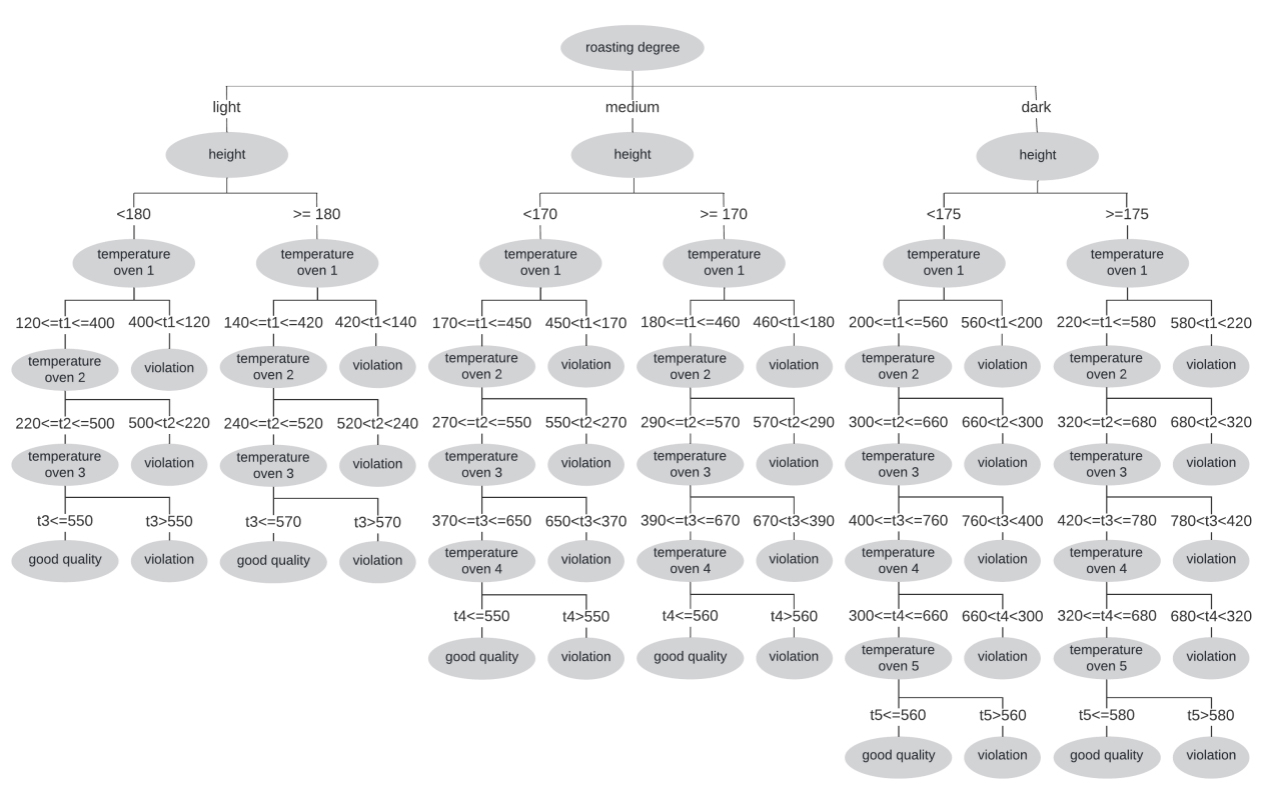 roasting degree
light medium dark
height height height
<180 >= 180 <170 >= 170 <175 >=175
temperature temperature temperature temperature temperature temperature
oven 1 oven 1 oven 1 oven 1 oven 1 oven 1
120<=t1<=400 400<t1<120 140<=t1<=420 420<t1<140 170<=t1<=450 450<t1<170 180<=t1<=460 460<t1<180 200<=t1<=560 560<t1<200 220<=t1<=580 580<t1<220
temperature violation temperature violation temperature violation temperature violation temperature violation temperature violation
oven 2 oven 2 oven 2 oven 2 oven 2 oven 2
220<=t2<=500 500<t2<220 240<=t2<=520 520<t2<240 270<=t2<=550 550<t2<270 290<=t2<=570 570<t2<290 300<=t2<=660 660<t2<300 320<=t2<=680 680<t2<320
temperature violation temperature violation temperature violation temperature violation temperature violation temperature violation
oven 3 oven 3 oven 3 oven 3 oven 3 oven 3
t3<=550 t3>550 t3<=570 t3>570 370<=t3<=650 650<t3<370 390<=t3<=670 670<t3<390 400<=t3<=760 760<t3<400 420<=t3<=780 780<t3<420
good quality violation good quality violation temperature violation temperature violation temperature violation temperature violation
oven 4 oven 4 oven 4 oven 4
t4<=550 t4>550 t4<=560 t4>560 300<=t4<=660 660<t4<300 320<=t4<=680 680<t4<320
good quality violation good quality violation temperature violation temperature violation
oven 5 oven 5
t5<=560 t5>560 t5<=580 t5>580
good quality violation good quality violation